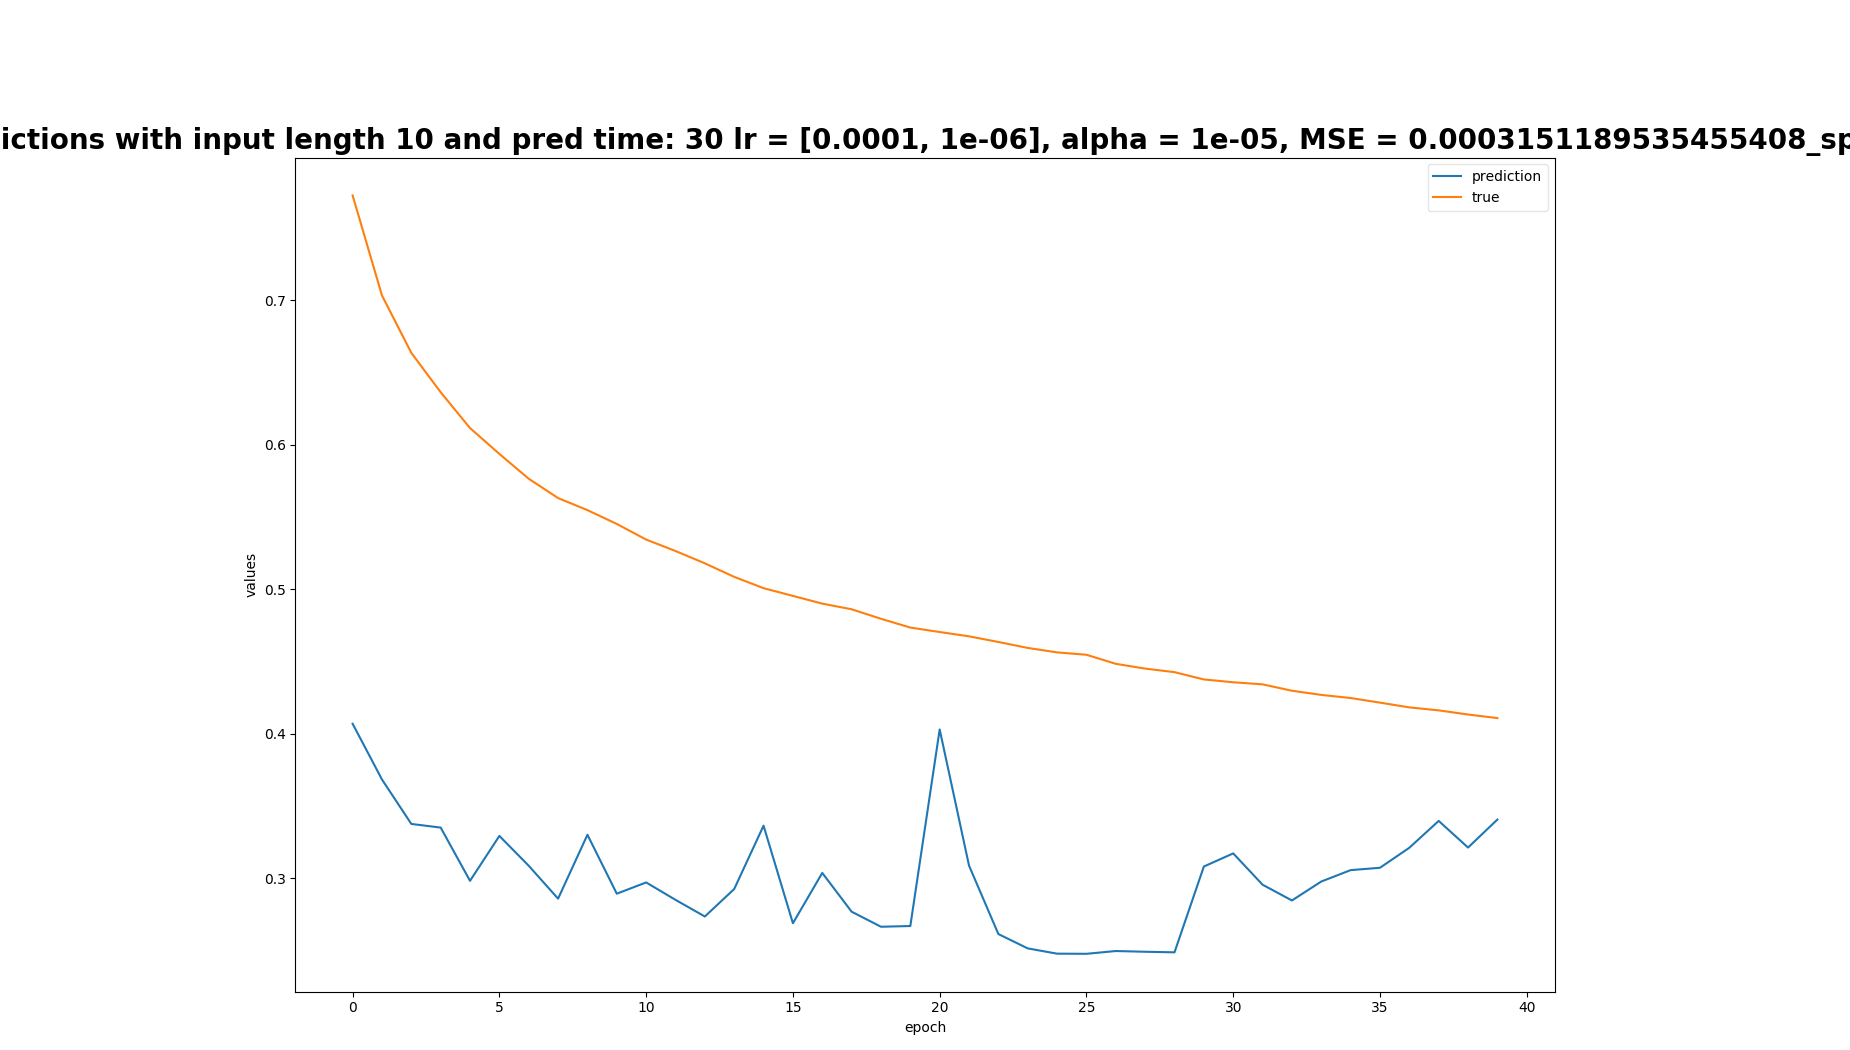 ictions with input length 10 and pred time: 30 lr = [0.0001, 1e-06], alpha = 1e-05, MSE = 0.0003151189535455408_sp
prediction
true
0.7
0.6
0.5
0.4
0.3
values
0 5 10 15 20 25 30 35 40
epoch